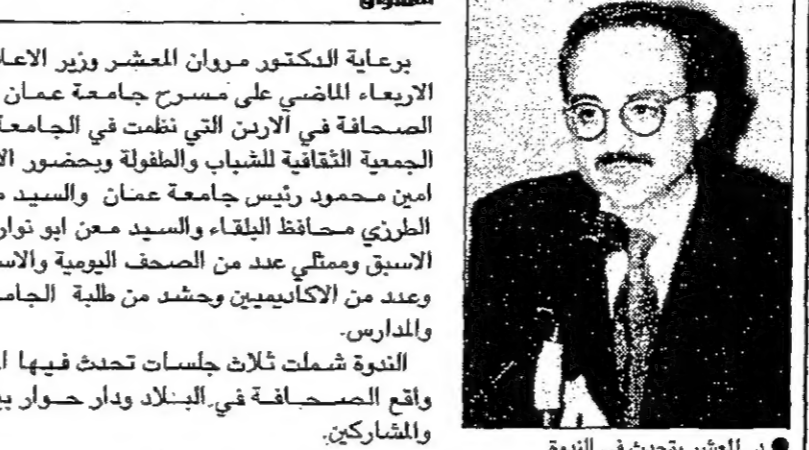 برعاية الدكتور مروان المعشر وزير الاعلا
الاربعاء الماضي على مسرح جامعة عمان
الصحافة في الاردن التي نظمت في الجامعة
الجمعية الثقافية للشباب والطفولة وبحضور الا
امين محمود رئيس جامعة عمان والسيد م
الطرزي محافظ البلقاء والسيد معن ابو نوار
الاسبق وممثلي عدد من الصحف اليومية والاس
وعدد من الاكاديميين وحشد من طلبة الجام
والمدارس.
الندوة شملت ثلاث جلسات تحدث فيها ا
واقع الصحافة في البلاد ودار حوار بي
والمشاركين.
د. المعشر يتحدث في الندوة